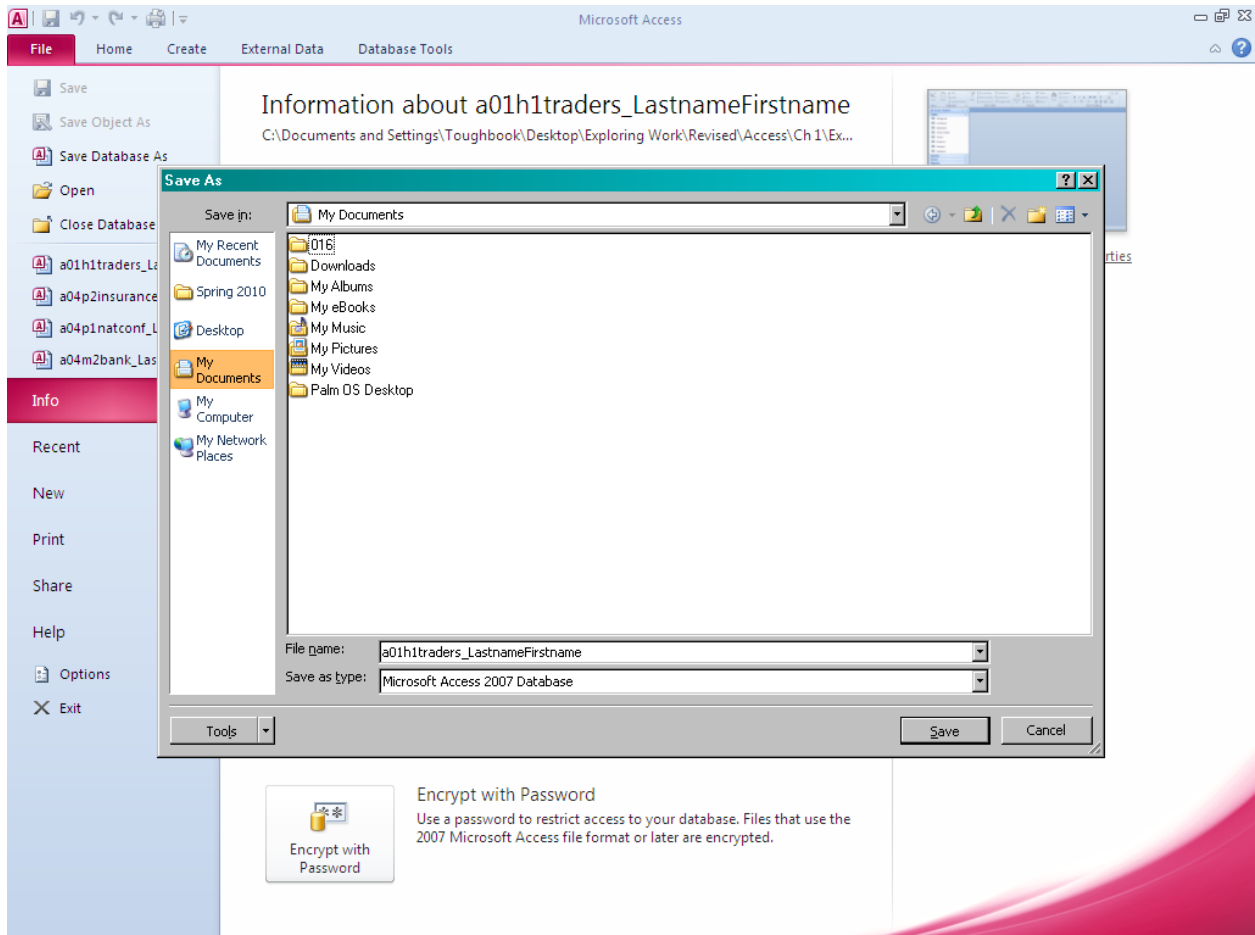 Microsoft Access
File Home Create External Data Database Tools
Save
Save Object As
Save Database As
Open
Close Database
a01h1traders_La
a04p2insurance
a04p1natconf_L
a04m2bank_Las
Info
Recent
New
Print
Share
Help
Options
Exit
Information about a01h1traders_LastnameFirstname
C:\Documents and Settings\Toughbook\Desktop\Exploring Work\Revised\Access\Ch 1\Ex...
rties
Save As
Save in: My Documents
My Recent
Documents
Spring 2010
Desktop
My
Documents
My
Computer
My Network
Places
016
Downloads
My Albums
My eBooks
My Music
My Pictures
My Videos
Palm OS Desktop
File name: a01h1traders_LastnameFirstname
Save as type: Microsoft Access 2007 Database
Tools Save Cancel
Encrypt with
Password
Encrypt with Password
Use a password to restrict access to your database. Files that use the
2007 Microsoft Access file format or later are encrypted.